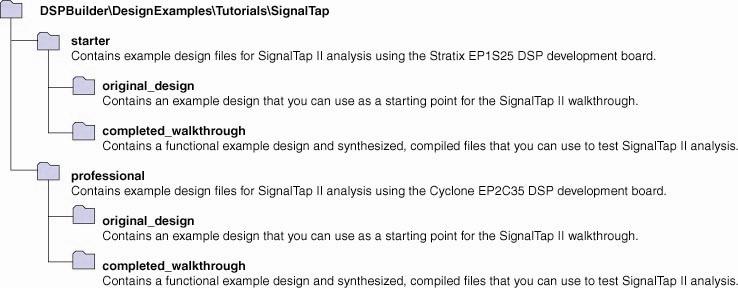 DSPBuilder\DesignExamples\Tutorials\SignalTap
starter
Contains example design files for SignalTap II analysis using the Stratix EP1S25 DSP development board.
original_design
Contains an example design that you can use as a starting point for the SignalTap II walkthrough.
completed_walkthrough
Contains a functional example design and synthesized, compiled files that you can use to test SignalTap II analysis.
professional
Contains example design files for SignalTap II analysis using the Cyclone EP2C35 DSP development board.
original_design
Contains an example design that you can use as a starting point for the SignalTap II walkthrough.
completed_walkthrough
Contains a functional example design and synthesized, compiled files that you can use to test SignalTap II analysis.